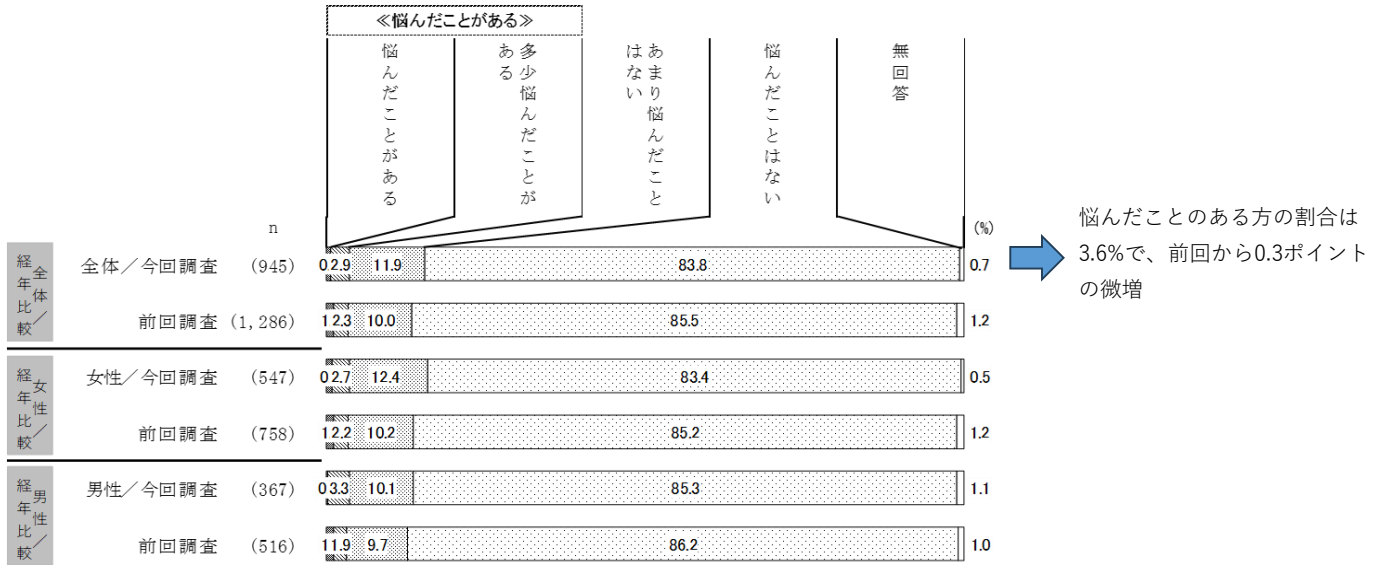 ≪悩んだことがある≫
悩んだことがある
多少悩んだことが
ある
あまり悩んだこと
はない
悩んだことはない
無回答
n
(%)
全体／
経年比較
全体／今回調査 (945) 2.9 11.9 83.8 0.7
前回調査 (1,286) 2.3 10.0 85.5 1.2
女性／
経年比較
女性／今回調査 (547) 2.7 12.4 83.4 0.5
前回調査 (758) 2.2 10.2 85.2 1.2
男性／
経年比較
男性／今回調査 (367) 3.3 10.1 85.3 1.1
前回調査 (516) 1.9 9.7 86.2 1.0
悩んだことのある方の割合は
3.6%で、前回から0.3ポイント
の微増